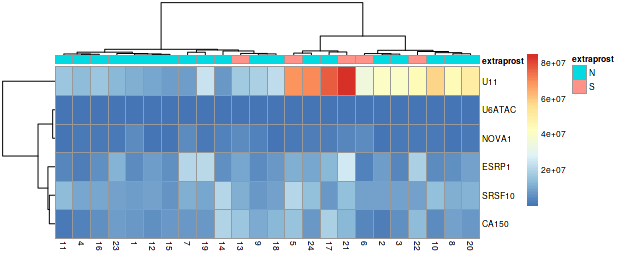 extraprost
U11
U6ATAC
NOVA1
ESRP1
SRSF10
CA150
11 4 16 23 1 12 15 7 19 14 13 9 18 5 24 17 21 6 2 3 22 10 8 20
8e+07
6e+07
4e+07
2e+07
extraprost
N
S